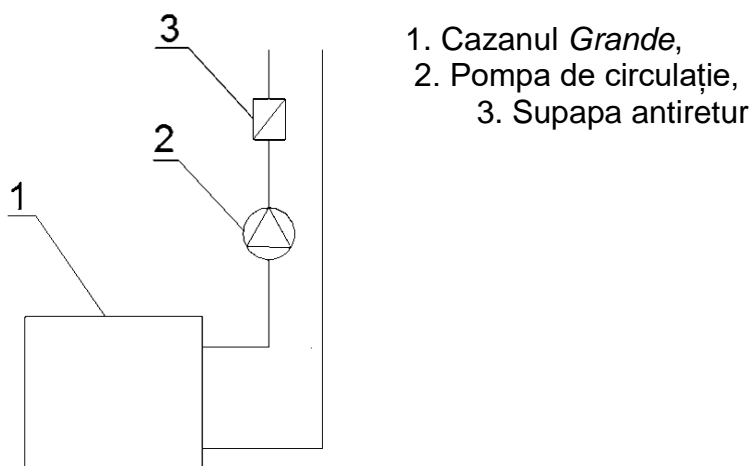 3
2
1
1. Cazanul Grande,
2. Pompa de circulație,
3. Supapa antiretur